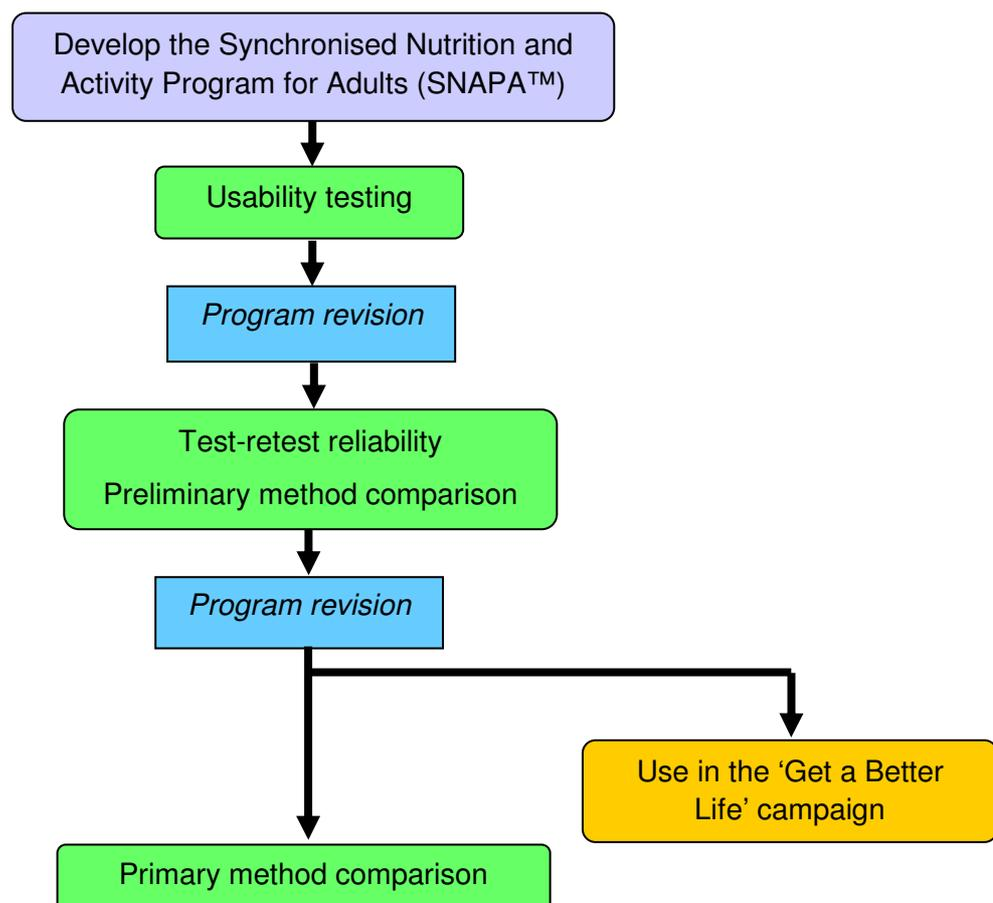 Develop the Synchronised Nutrition and
Activity Program for Adults (SNAPA™)
Usability testing
Program revision
Test-retest reliability
Preliminary method comparison
Program revision
Use in the ‘Get a Better
Life’ campaign
Primary method comparison